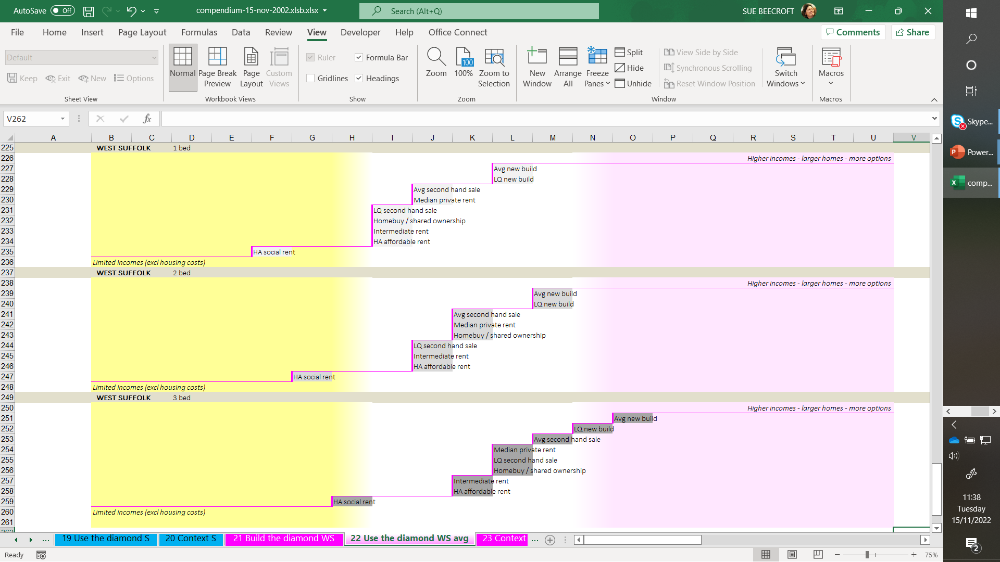 AutoSave Off compendium-15-nov-2002.xlsb.xlsx Search (Alt+Q) SUE BEECROFT
File Home Insert Page Layout Formulas Data Review View Developer Help Office Connect Comments Share
Default
Keep Exit New Options
Sheet View
Normal Page Break Preview Page Layout Custom Views
Workbook Views
Ruler Formula Bar
Gridlines Headings
Show
Zoom 100% Zoom to Selection
100
Zoom
New Window Arrange All Freeze Panes
Split
Hide
Unhide
View Side by Side
Synchronous Scrolling
Reset Window Position
Switch Windows
Window
Macros
Macros
V262 fx
A B C D E F G H I J K L M N O P Q R S T U V
225 WEST SUFFOLK 1 bed
226 Higher incomes - larger homes - more options
227 Avg new build
228 LQ new build
229 Avg second hand sale
230 Median private rent
231 LQ second hand sale
232 Homebuy / shared ownership
233 Intermediate rent
234 HA affordable rent
235 HA social rent
236 Limited incomes (excl housing costs)
237 WEST SUFFOLK 2 bed
238 Higher incomes - larger homes - more options
239 Avg new build
240 LQ new build
241 Avg second hand sale
242 Median private rent
243 Homebuy / shared ownership
244 LQ second hand sale
245 Intermediate rent
246 HA affordable rent
247 HA social rent
248 Limited incomes (excl housing costs)
249 WEST SUFFOLK 3 bed
250 Higher incomes - larger homes - more options
251 Avg new build
252 LQ new build
253 Avg second hand sale
254 Median private rent
255 LQ second hand sale
256 Homebuy / shared ownership
257 Intermediate rent
258 HA affordable rent
259 HA social rent
260 Limited incomes (excl housing costs)
261
... 19 Use the diamond S 20 Context S 21 Build the diamond WS 22 Use the diamond WS avg 23 Context ...
Ready 75%
Skype...
Power...
comp...
11:38
Tuesday
15/11/2022
2